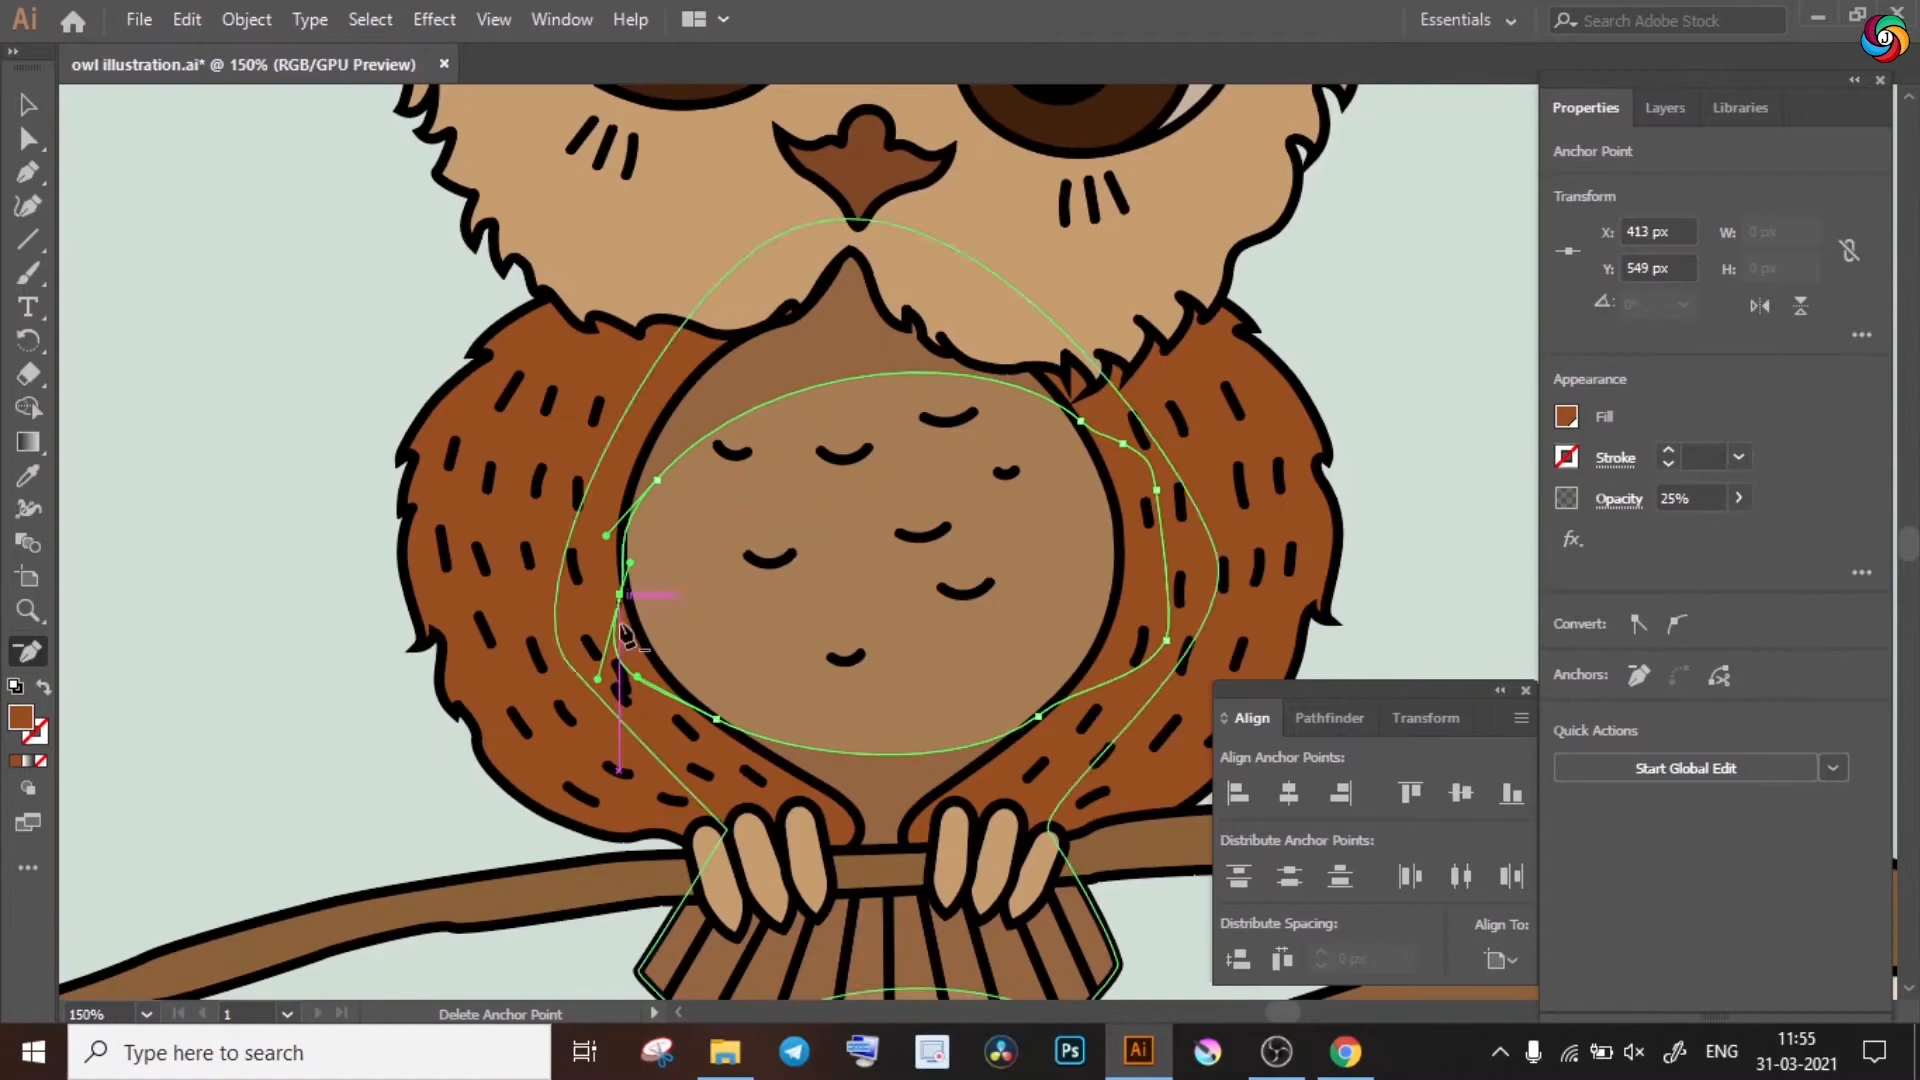 Ai File Edit Object Type Select Effect View Window Help Essentials Search Adobe Stock
owl illustration.ai* @ 150% (RGB/GPU Preview) ×
Properties Layers Libraries
Anchor Point
Transform
X: 413 px W: 0 px
Y: 549 px H: 0 px
Appearance
Fill
Stroke
Opacity 25%
fx.
Convert:
Anchors:
Quick Actions
Start Global Edit
Align Pathfinder Transform
Align Anchor Points:
Distribute Anchor Points:
Distribute Spacing: Align To:
0 px
150% 1 Delete Anchor Point
Type here to search Ps Ai ENG
11:55
31-03-2021